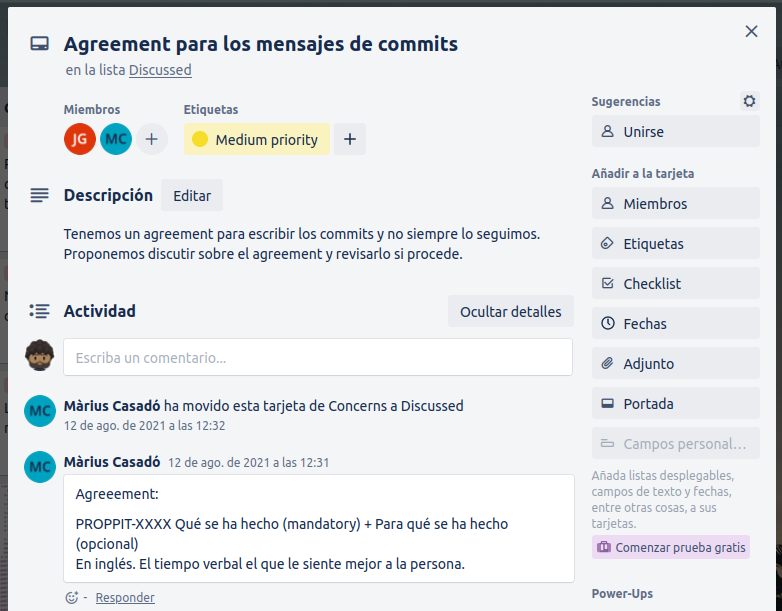 Agreement para los mensajes de commits
en la lista Discussed
Miembros
Etiquetas
JG
MC
+
Medium priority
+
Descripción
Editar
Tenemos un agreement para escribir los commits y no siempre lo seguimos.
Proponemos discutir sobre el agreement y revisarlo si procede.
Actividad
Ocultar detalles
Escriba un comentario...
MC
Màrius Casadó ha movido esta tarjeta de Concerns a Discussed
12 de ago. de 2021 a las 12:32
MC
Màrius Casadó 12 de ago. de 2021 a las 12:31
Agreeement:
PROPPIT-XXXX Qué se ha hecho (mandatory) + Para qué se ha hecho
(opcional)
En inglés. El tiempo verbal el que le siente mejor a la persona.
- Responder
Sugerencias
Unirse
Añadir a la tarjeta
Miembros
Etiquetas
Checklist
Fechas
Adjunto
Portada
Campos personal...
Añada listas desplegables,
campos de texto y fechas,
entre otras cosas, a sus
tarjetas.
Comenzar prueba gratis
Power-Ups